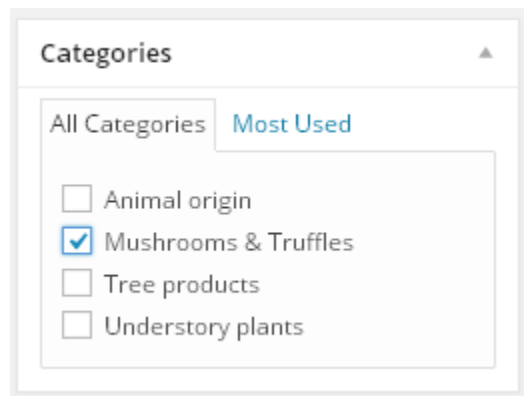 Categories
All Categories Most Used
Animal origin
Mushrooms & Truffles
Tree products
Understory plants